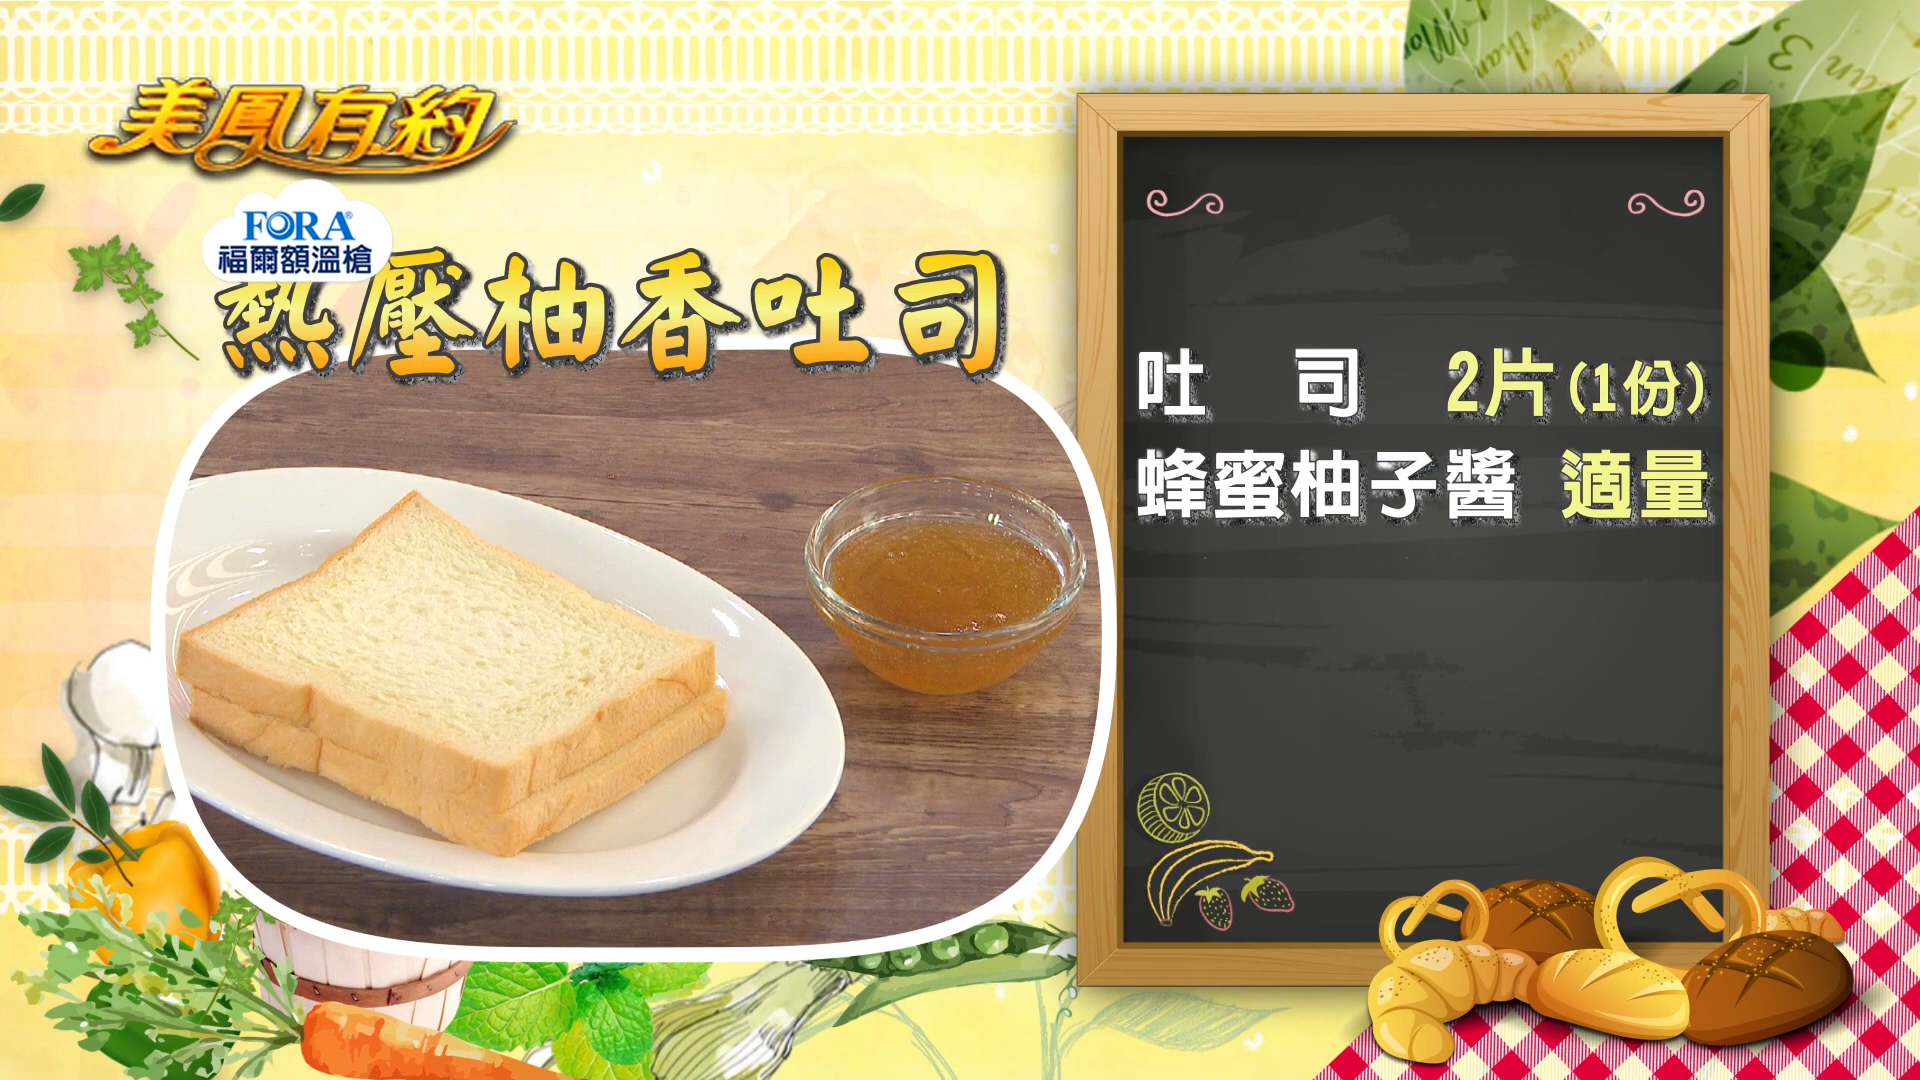 美鳳有約
FORA®
福爾額溫槍
熱壓柚香吐司
吐 司 2片(1份)
蜂蜜柚子醬 適量